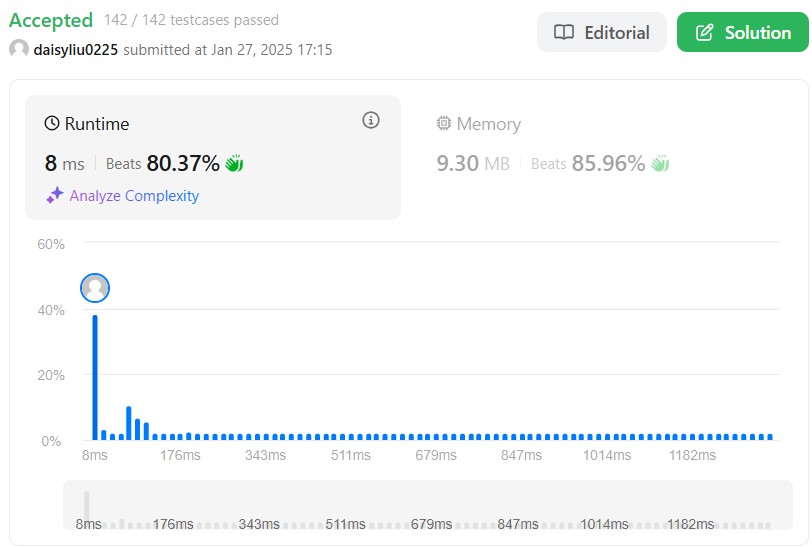 Accepted 142 / 142 testcases passed
daisyliu0225 submitted at Jan 27, 2025 17:15
Editorial
Solution
Runtime
8 ms | Beats 80.37%
Analyze Complexity
Memory
9.30 MB | Beats 85.96%
60%
40%
20%
0%
8ms 176ms 343ms 511ms 679ms 847ms 1014ms 1182ms
8ms 176ms 343ms 511ms 679ms 847ms 1014ms 1182ms